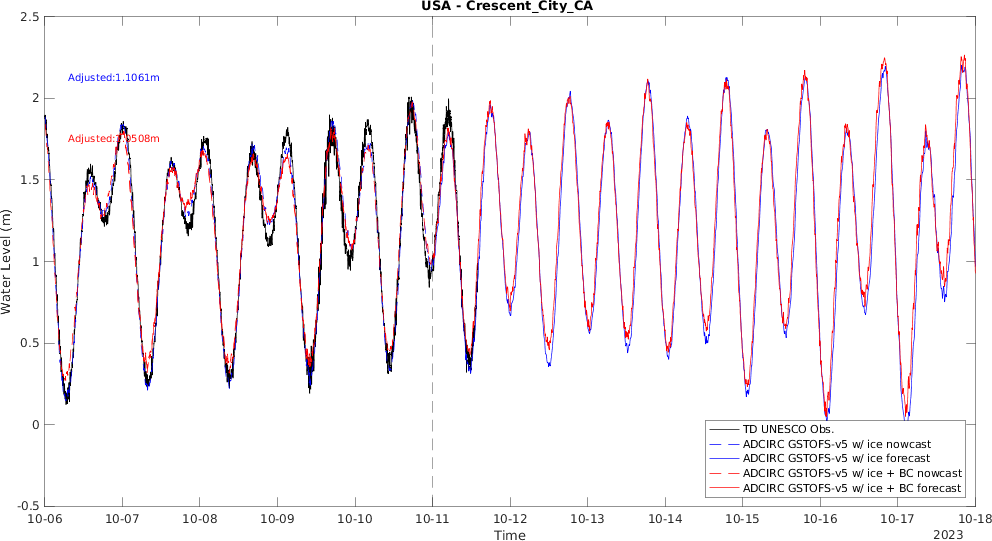 USA - Crescent_City_CA
2.5
2
1.5
1
0.5
0
-0.5
Water Level (m)
Adjusted:1.1061m
TD UNESCO Obs.
ADCIRC GSTOFS-v5 w/ ice nowcast
ADCIRC GSTOFS-v5 w/ ice forecast
ADCIRC GSTOFS-v5 w/ ice + BC nowcast
ADCIRC GSTOFS-v5 w/ ice + BC forecast
10-06 10-07 10-08 10-09 10-10 10-11 10-12 10-13 10-14 10-15 10-16 10-17 10-18
Time
2023